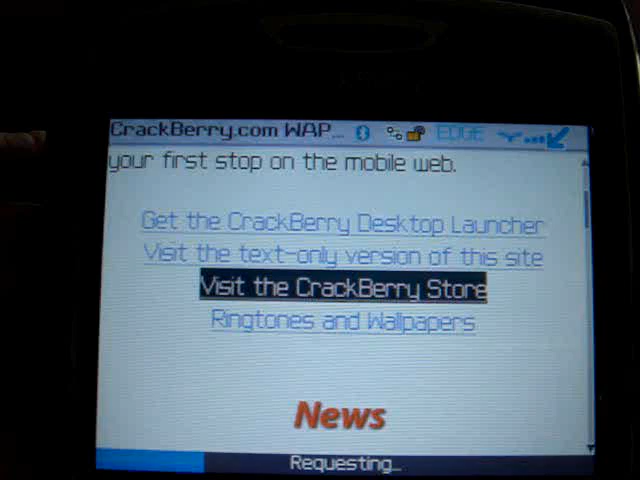 CrackBerry.com WAP... EDGE
your first stop on the mobile web.
Get the CrackBerry Desktop Launcher
Visit the text-only version of this site
Visit the CrackBerry Store
Ringtones and Wallpapers
News
Requesting...